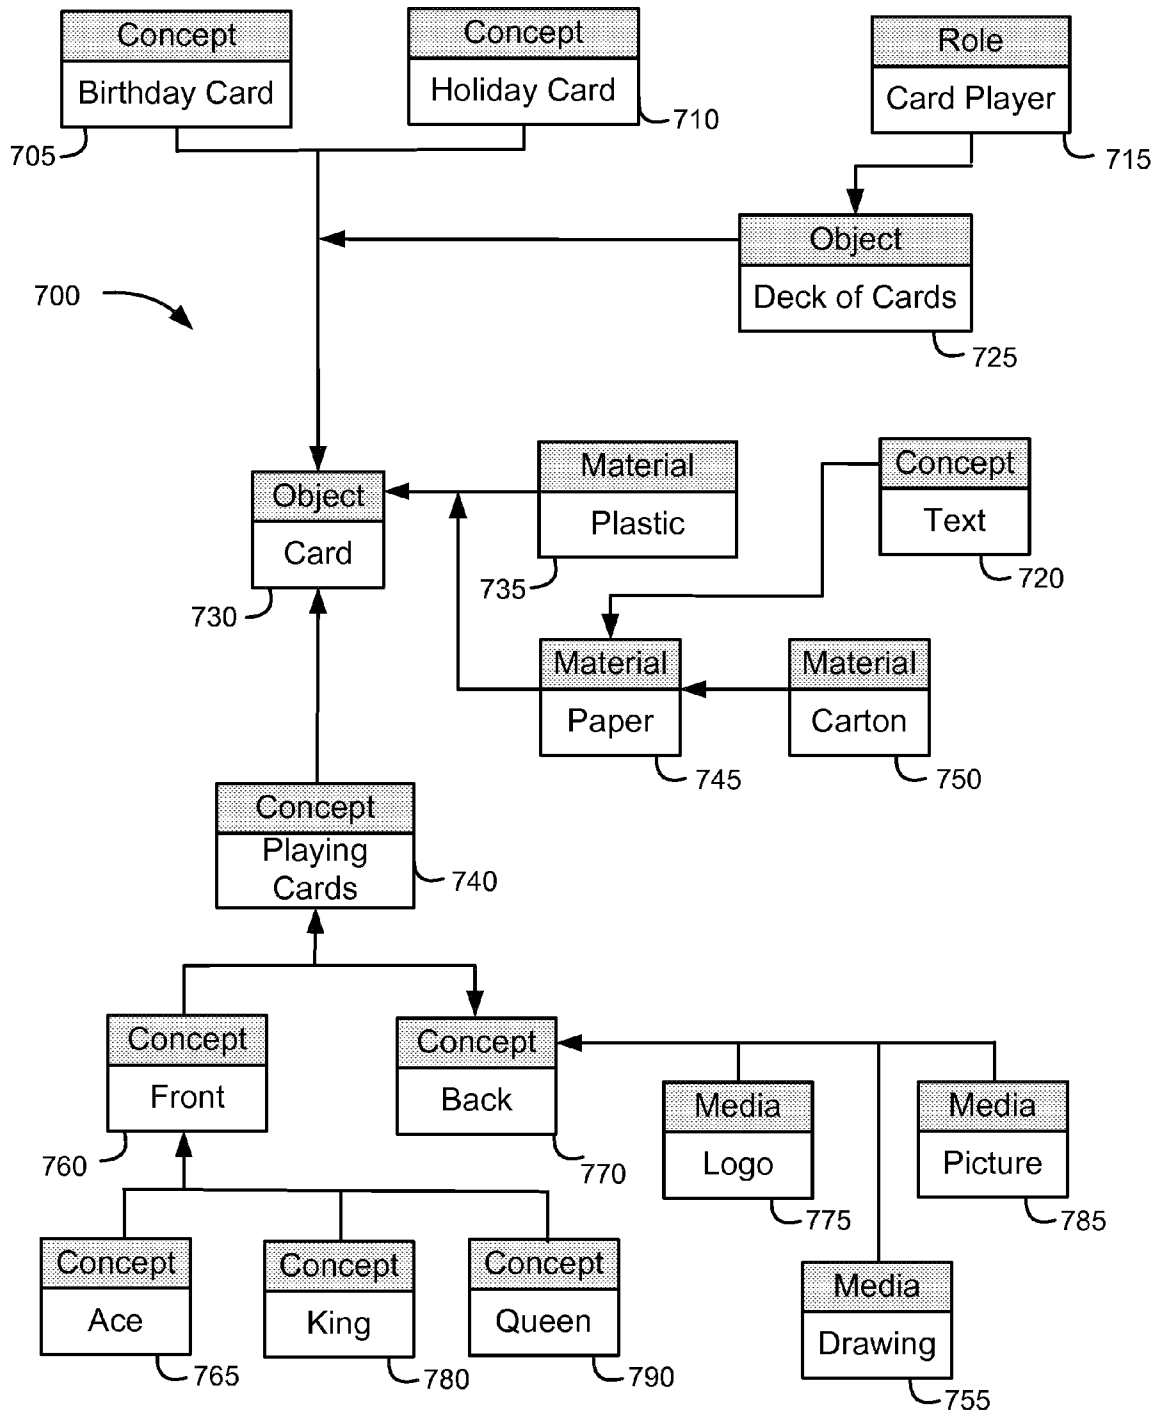 Concept
Birthday Card
705
Concept
Holiday Card
710
Role
Card Player
715
Object
Deck of Cards
725
700
Object
Card
730
Material
Plastic
735
Concept
Text
720
Material
Paper
745
Material
Carton
750
Concept
Playing
Cards
740
Concept
Front
760
Concept
Back
770
Media
Logo
775
Media
Picture
785
Concept
Ace
765
Concept
King
780
Concept
Queen
790
Media
Drawing
755